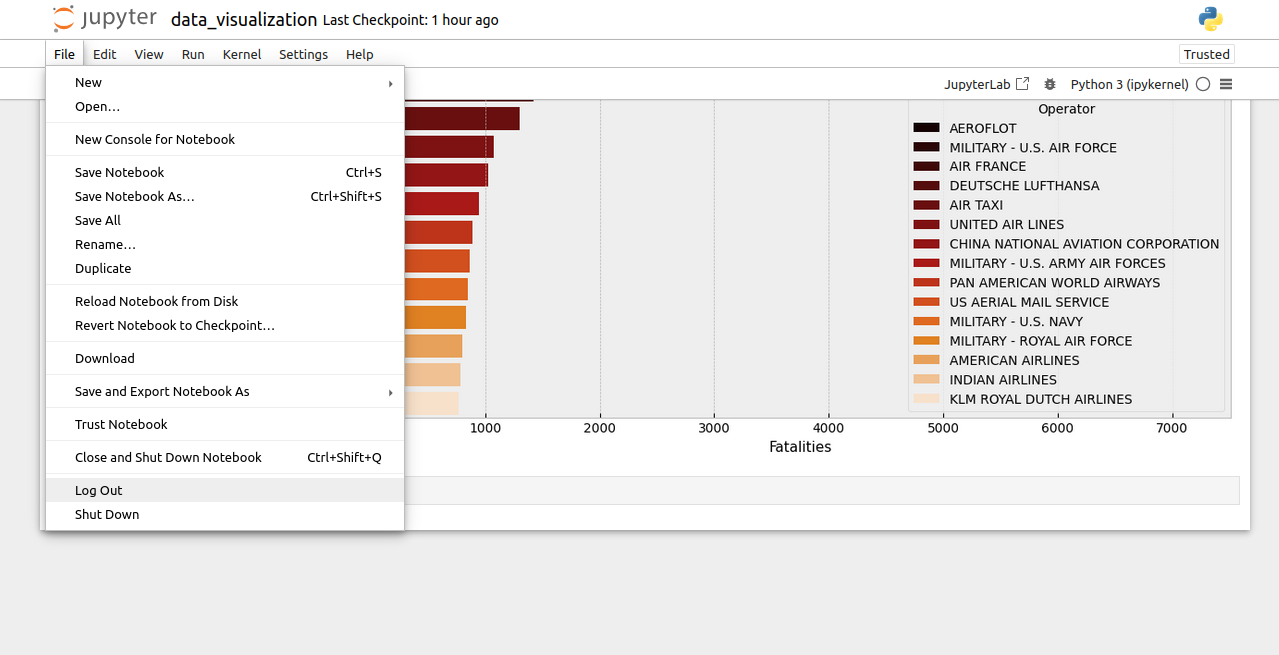 jupyter data_visualization Last Checkpoint: 1 hour ago
File Edit View Run Kernel Settings Help Trusted
JupyterLab Python 3 (ipykernel)
New
Open…
New Console for Notebook
Save Notebook Ctrl+S
Save Notebook As… Ctrl+Shift+S
Save All
Rename…
Duplicate
Reload Notebook from Disk
Revert Notebook to Checkpoint…
Download
Save and Export Notebook As
Trust Notebook
Close and Shut Down Notebook Ctrl+Shift+Q
Log Out
Shut Down
Operator
AEROFLOT
MILITARY - U.S. AIR FORCE
AIR FRANCE
DEUTSCHE LUFTHANSA
AIR TAXI
UNITED AIR LINES
CHINA NATIONAL AVIATION CORPORATION
MILITARY - U.S. ARMY AIR FORCES
PAN AMERICAN WORLD AIRWAYS
US AERIAL MAIL SERVICE
MILITARY - U.S. NAVY
MILITARY - ROYAL AIR FORCE
AMERICAN AIRLINES
INDIAN AIRLINES
KLM ROYAL DUTCH AIRLINES
1000 2000 3000 4000 5000 6000 7000
Fatalities